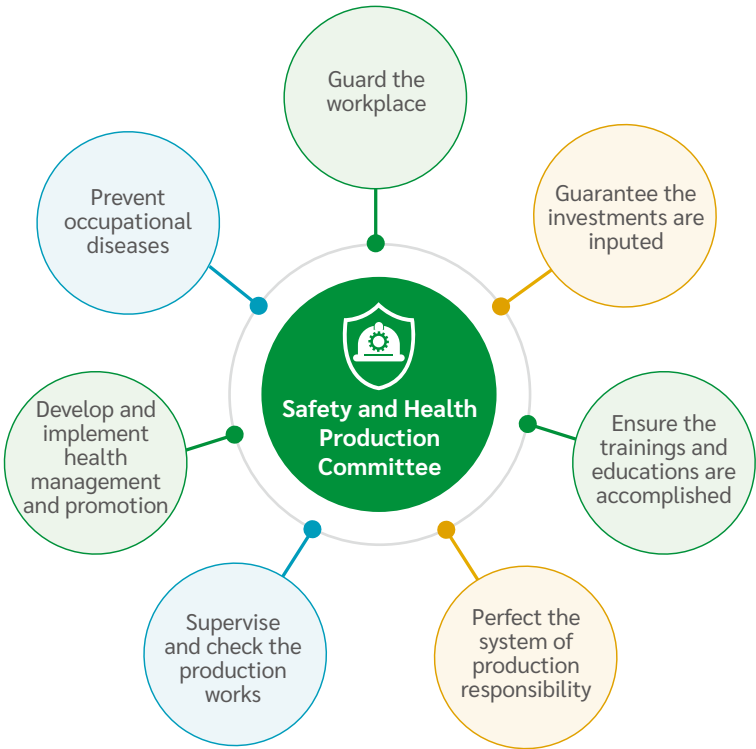 Guard the
workplace
Prevent
occupational
diseases
Guarantee the
investments are
inputed
Safety and Health
Production
Committee
Develop and
implement
health
management
and promotion
Ensure the
trainings and
educations are
accomplished
Supervise
and check the
production
works
Perfect the
system of
production
responsibility